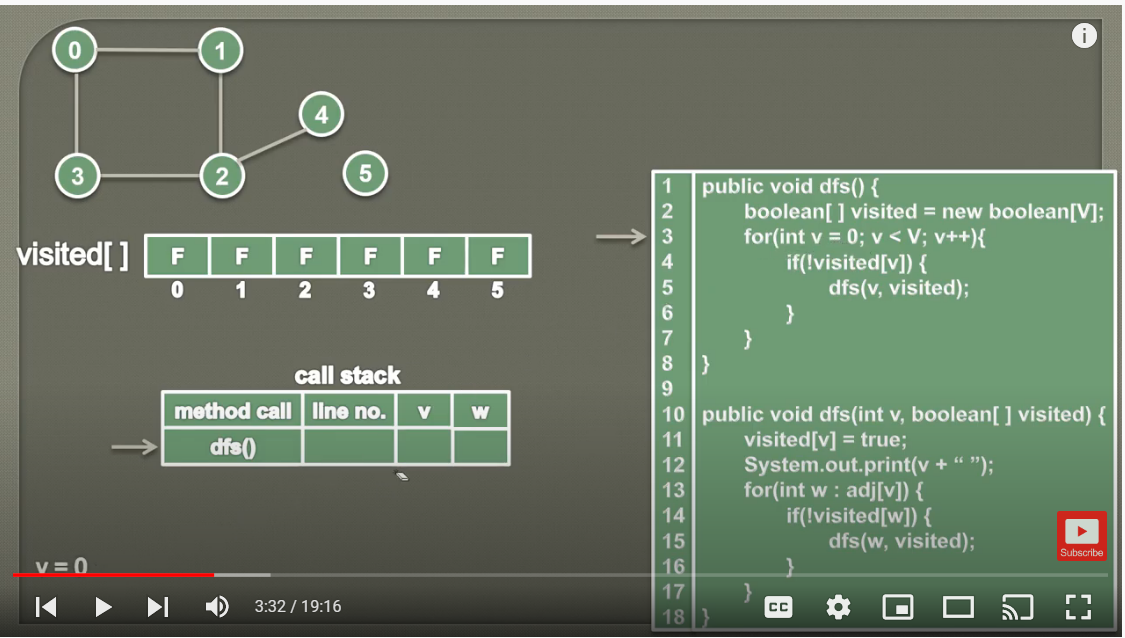 0 1
4
3 2 5
visited[ ] F F F F F F
0 1 2 3 4 5
call stack
method call line no. v w
dfs()
v = 0
1 public void dfs() {
2 boolean[ ] visited = new boolean[V];
3 for(int v = 0; v < V; v++){
4 if(!visited[v]) {
5 dfs(v, visited);
6 }
7 }
8 }
9
10 public void dfs(int v, boolean[ ] visited) {
11 visited[v] = true;
12 System.out.print(v + “ ”);
13 for(int w : adj[v]) {
14 if(!visited[w]) {
15 dfs(w, visited);
16 }
17 }
18 }
Subscribe
3:32 / 19:16
CC
i